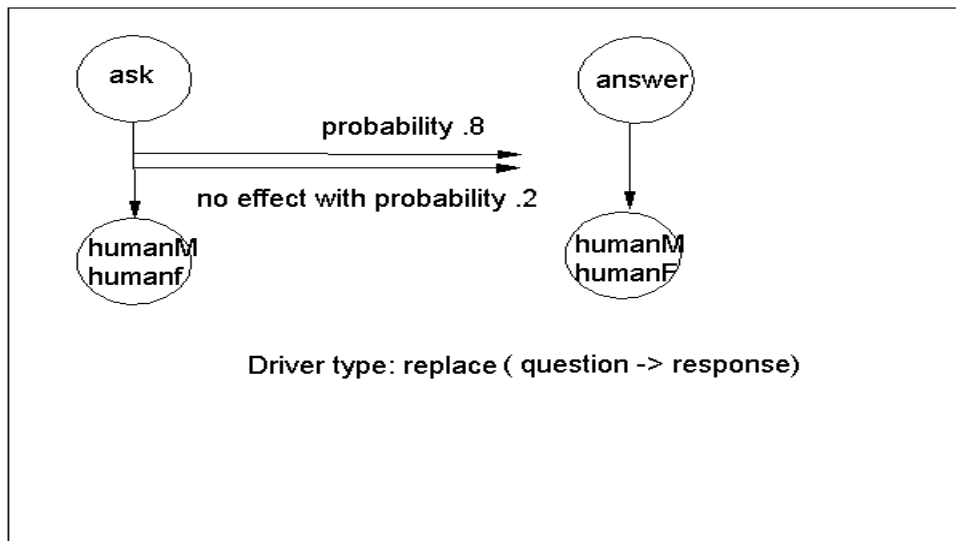 ask
answer
probability .8
no effect with probability .2
humanM
humanf
humanM
humanF
Driver type: replace ( question -> response)